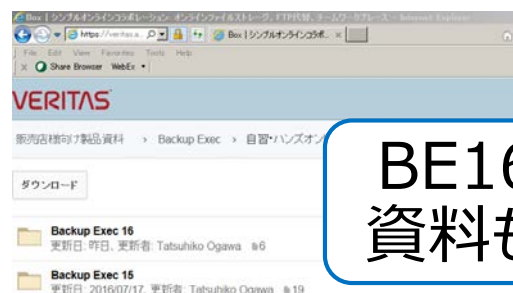 Box | シンプルオンラインコラボレーション: オンラインファイルストレージ、FTP代替、チームワークプレース - Internet Explorer
https://veritas.a...
Box | シンプルオンラインコラボ...
File Edit View Favorites Tools Help
x Share Browser WebEx
VERITAS
販売店様向け製品資料 › Backup Exec › 自習・ハンズオン
ダウンロード
Backup Exec 16
更新日: 昨日, 更新者: Tatsuhiko Ogawa 6
Backup Exec 15
更新日: 2016/07/17, 更新者: Tatsuhiko Ogawa 19
BE16
資料も